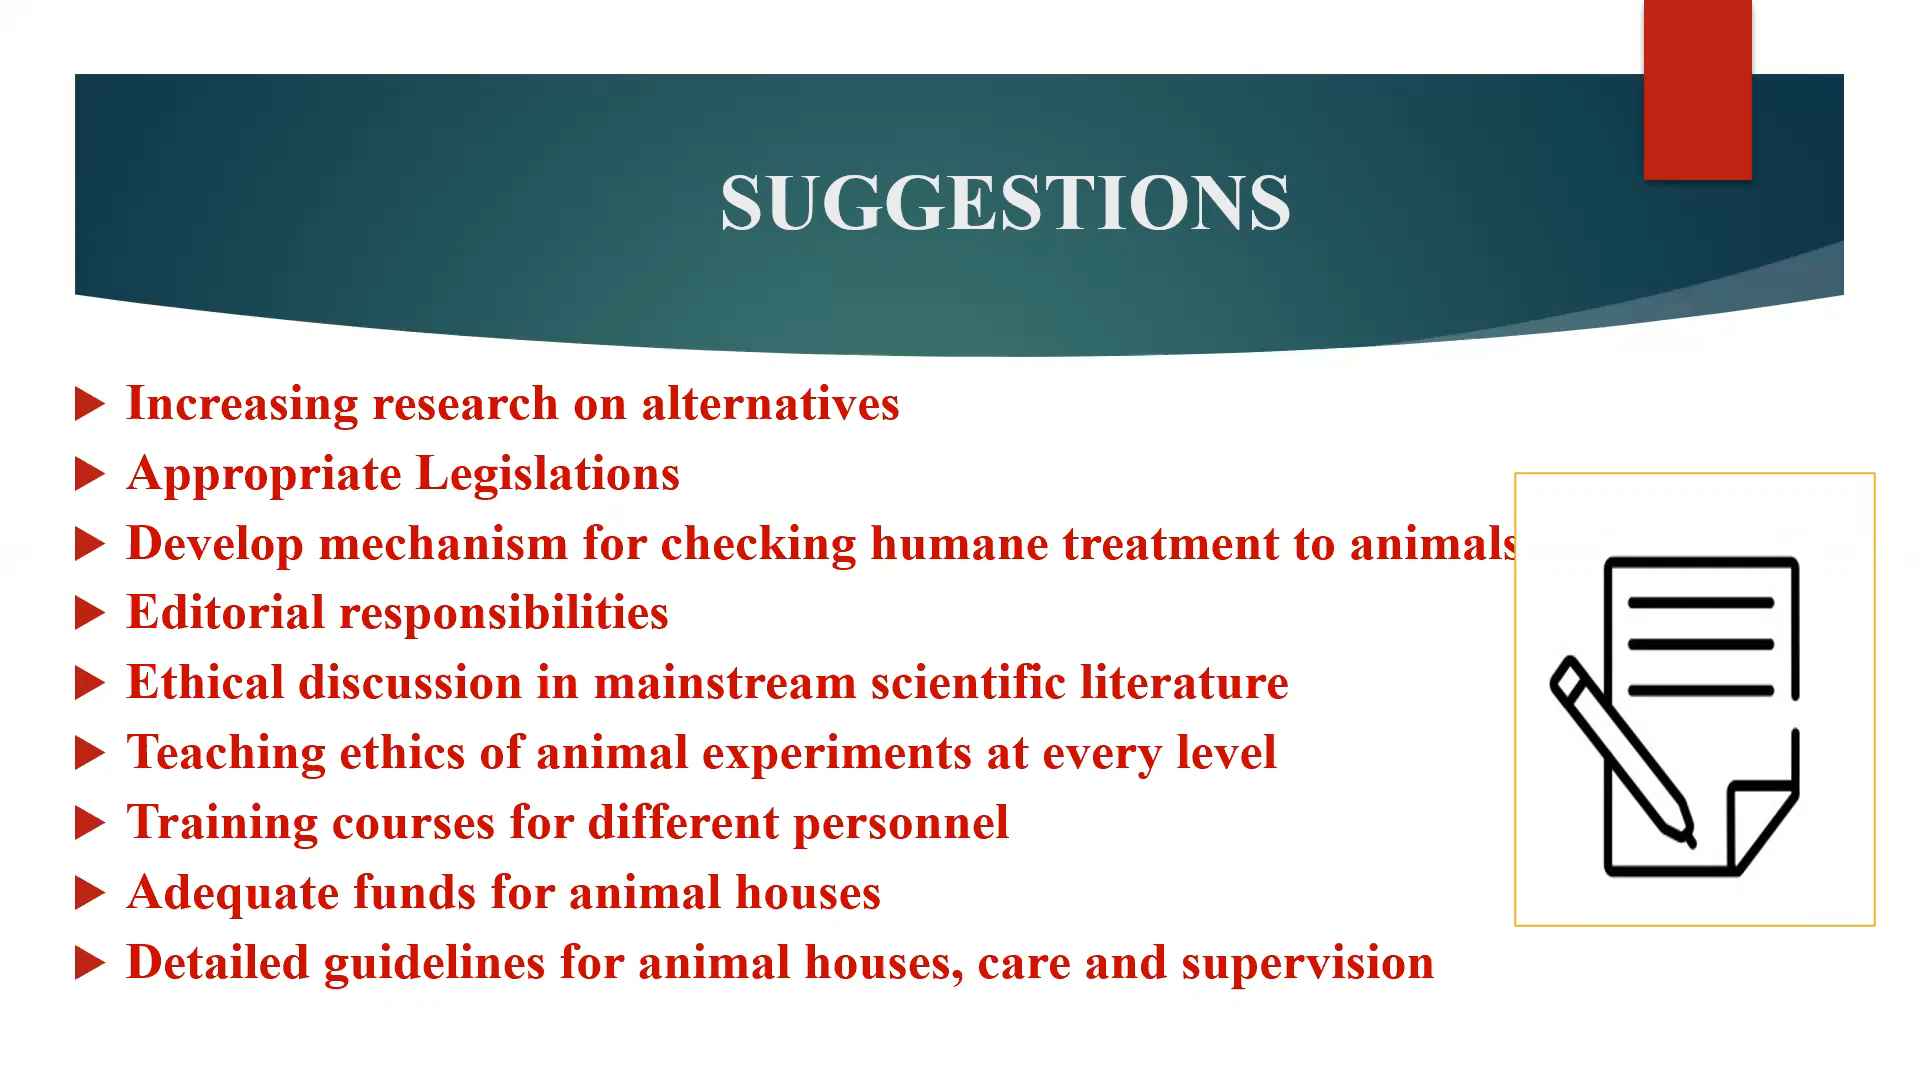 SUGGESTIONS
Increasing research on alternatives
Appropriate Legislations
Develop mechanism for checking humane treatment to animals
Editorial responsibilities
Ethical discussion in mainstream scientific literature
Teaching ethics of animal experiments at every level
Training courses for different personnel
Adequate funds for animal houses
Detailed guidelines for animal houses, care and supervision